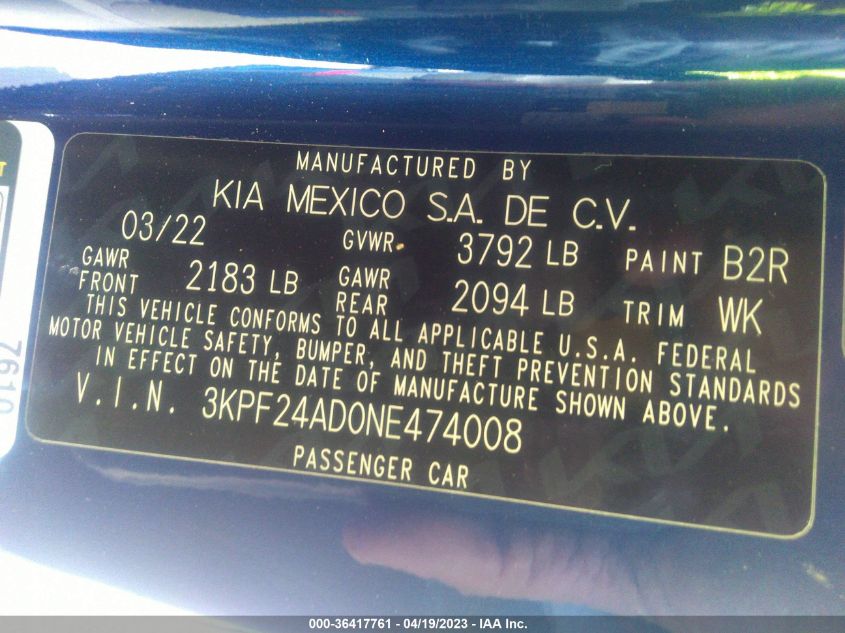 MANUFACTURED BY
KIA MEXICO S.A. DE C.V.
03/22 GVWR. 3792 LB PAINT B2R
GAWR FRONT 2183 LB GAWR REAR 2094 LB TRIM WK
THIS VEHICLE CONFORMS TO ALL APPLICABLE U.S.A. FEDERAL
MOTOR VEHICLE SAFETY, BUMPER, AND THEFT PREVENTION STANDARDS
IN EFFECT ON THE DATE OF MANUFACTURE SHOWN ABOVE.
V.I.N. 3KPF24AD0NE474008
PASSENGER CAR
7610
000-36417761 - 04/19/2023 - IAA Inc.